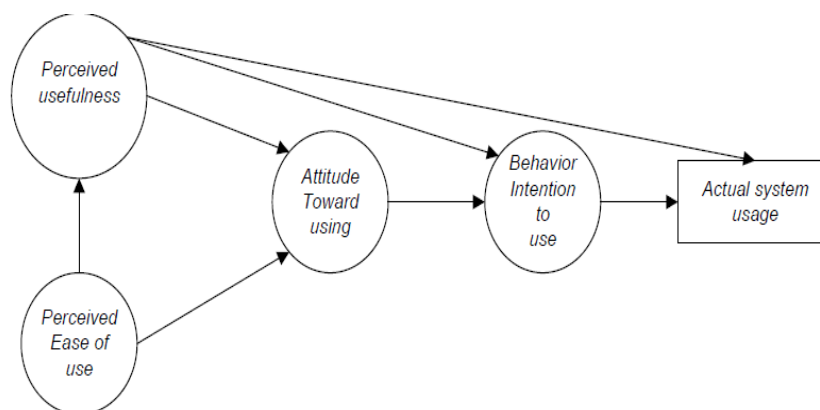 Perceived
usefulness
Attitude
Toward
using
Behavior
Intention
to
use
Actual system
usage
Perceived
Ease of
use